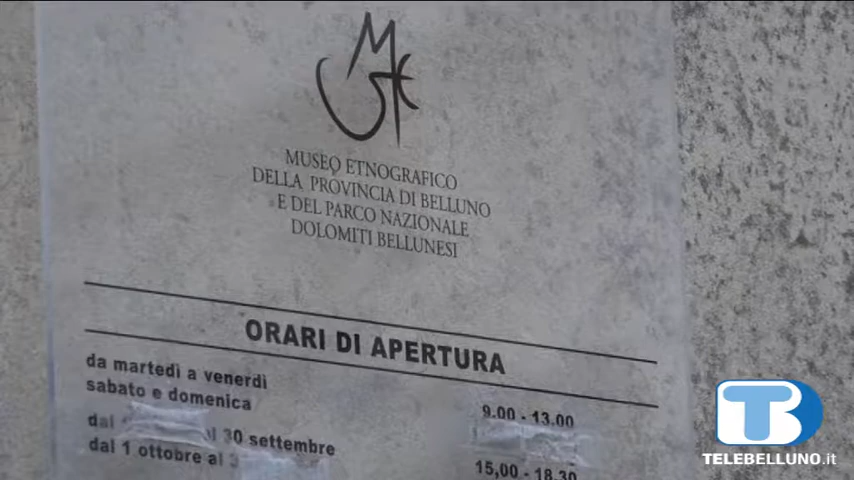 MUSEO ETNOGRAFICO
DELLA PROVINCIA DI BELLUNO
E DEL PARCO NAZIONALE
DOLOMITI BELLUNESI
ORARI DI APERTURA
da martedì a venerdì
sabato e domenica 9.00 - 13.00
dal 30 settembre
dal 1 ottobre al 15,00 - 18.30
TELEBELLUNO.it